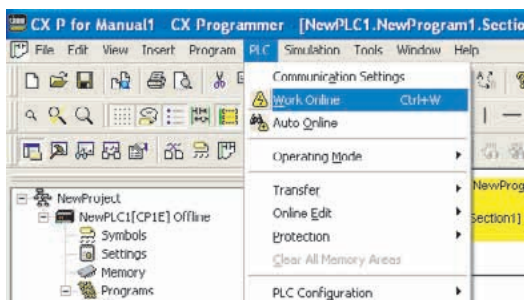 CX P for Manual1 CX Programmer [NewPLC1.NewProgram1.Sectio
File Edit View Insert Program PLC Simulation Tools Window Help
Communication Settings
Work Online Ctrl+W
Auto Online
Operating Mode
Transfer
Online Edit
Protection
Clear All Memory Areas
PLC Configuration
NewProject
NewPLC1[CP1E] Offline
Symbols
Settings
Memory
Programs
NewProg
Section1]